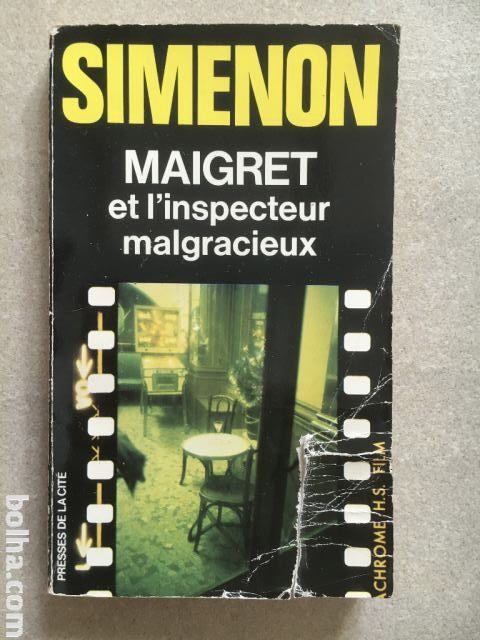 SIMENON
MAIGRET
et l'inspecteur
malgracieux
PRESSES DE LA CITÉ
ACHROME H.S. FILM
bolha.com